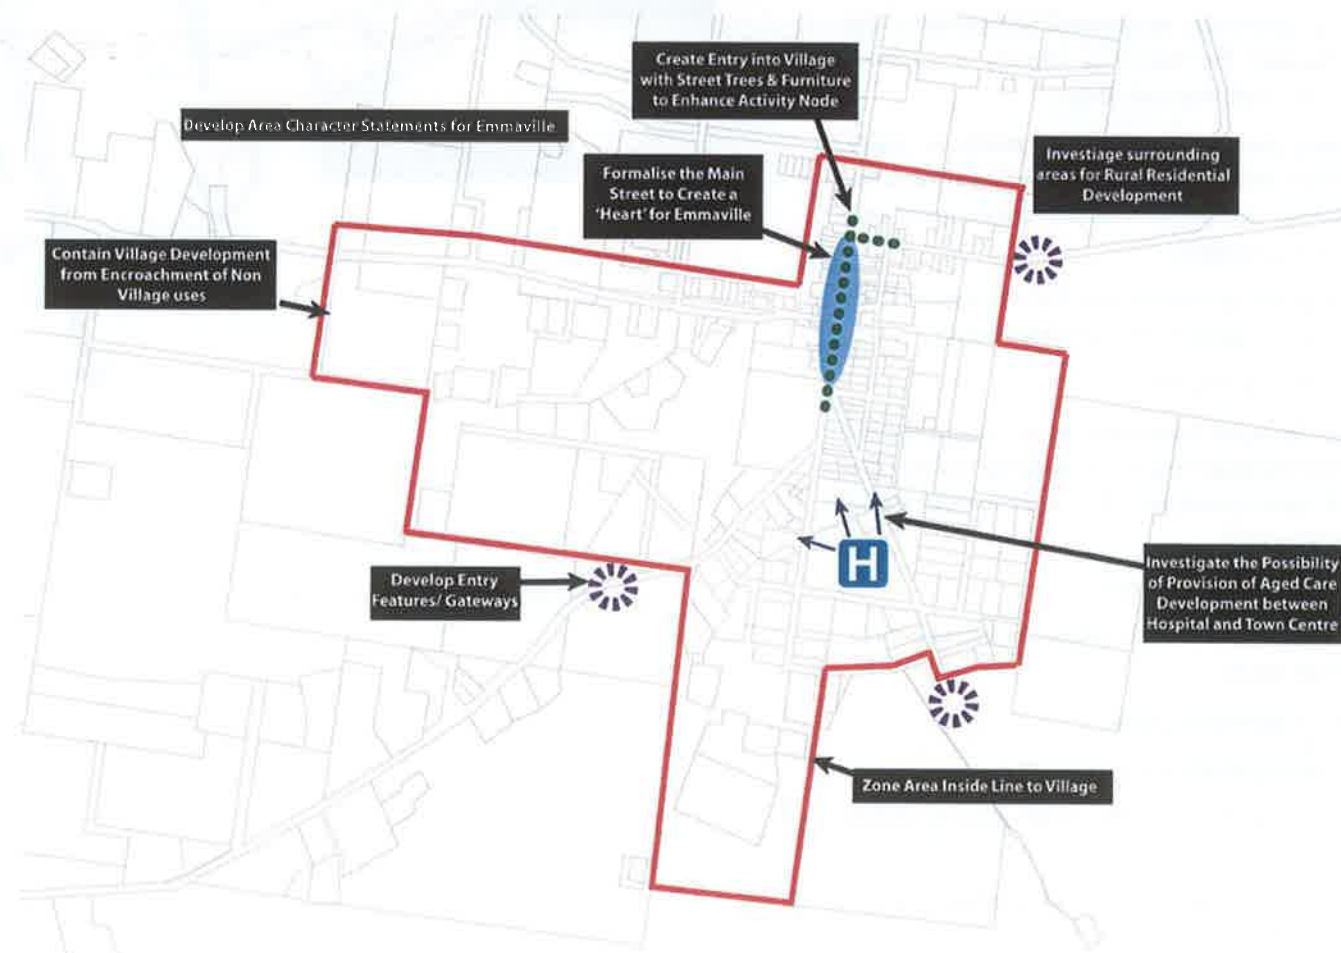 Create Entry into Village
with Street Trees & Furniture
to Enhance Activity Node
Develop Area Character Statements for Emmaville
Investiage surrounding
areas for Rural Residential
Development
Formalise the Main
Street to Create a
'Heart' for Emmaville
Contain Village Development
from Encroachment of Non
Village uses
H
Develop Entry
Features/ Gateways
Investigate the Possibility
of Provision of Aged Care
Development between
Hospital and Town Centre
Zone Area Inside Line to Village